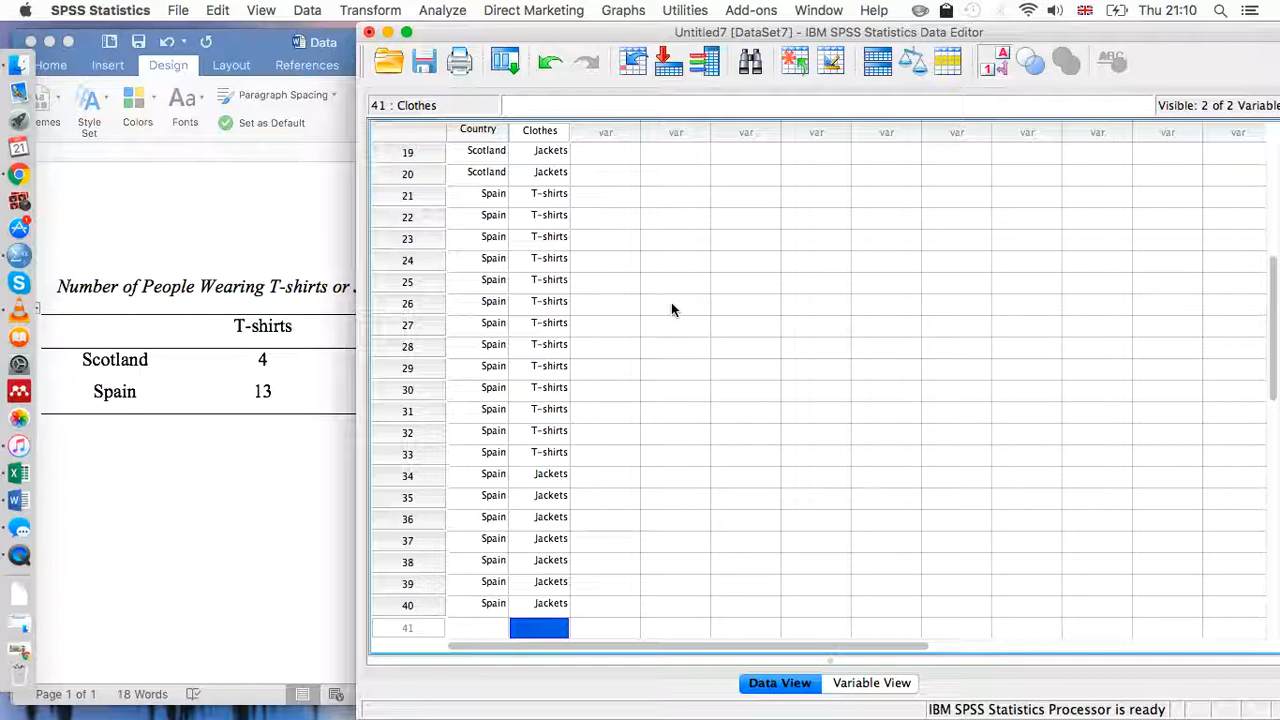 SPSS Statistics File Edit View Data Transform Analyze Direct Marketing Graphs Utilities Add-ons Window Help Thu 21:10
Data
Untitled7 [DataSet7] - IBM SPSS Statistics Data Editor
Home Insert Design Layout References
Paragraph Spacing
Set as Default
emes Style Set Colors Fonts
41 : Clothes
Visible: 2 of 2 Variabl
Country Clothes var var var var var var var var var var
19 Scotland Jackets
20 Scotland Jackets
21 Spain T-shirts
22 Spain T-shirts
23 Spain T-shirts
24 Spain T-shirts
25 Spain T-shirts
26 Spain T-shirts
27 Spain T-shirts
28 Spain T-shirts
29 Spain T-shirts
30 Spain T-shirts
31 Spain T-shirts
32 Spain T-shirts
33 Spain T-shirts
34 Spain Jackets
35 Spain Jackets
36 Spain Jackets
37 Spain Jackets
38 Spain Jackets
39 Spain Jackets
40 Spain Jackets
41
Number of People Wearing T-shirts or
T-shirts
Scotland 4
Spain 13
Data View Variable View
Page 1 of 1 18 Words
IBM SPSS Statistics Processor is ready